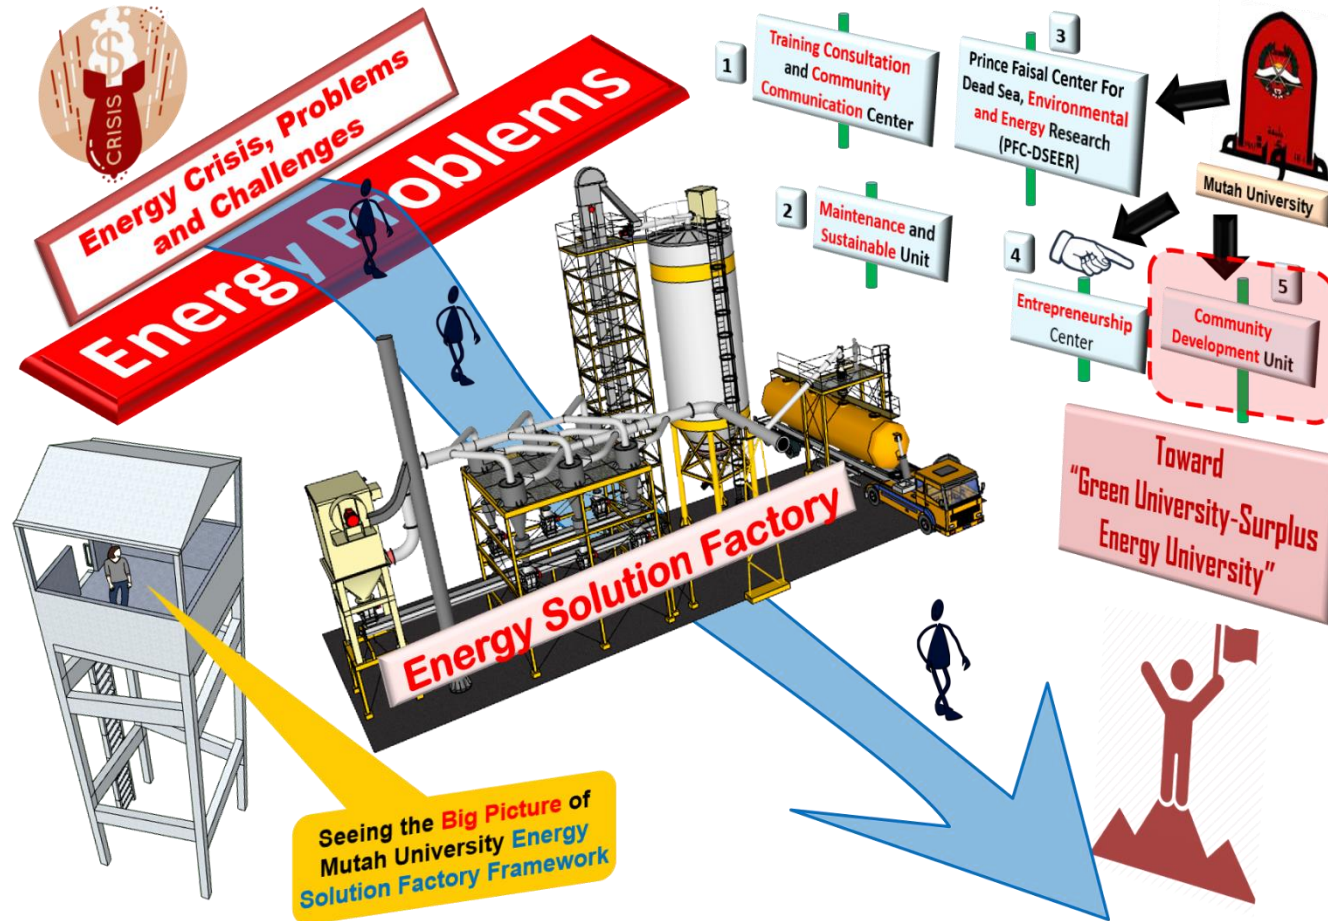 $
CRISIS
Energy Crisis, Problems
and Challenges
Energy Problems
1
Training Consultation
and Community
Communication Center
2
Maintenance and
Sustainable Unit
3
Prince Faisal Center For
Dead Sea, Environmental
and Energy Research
(PFC-DSEER)
Mutah University
4
Entrepreneurship
Center
5
Community
Development Unit
Toward
"Green University-Surplus
Energy University"
Energy Solution Factory
Seeing the Big Picture of
Mutah University Energy
Solution Factory Framework